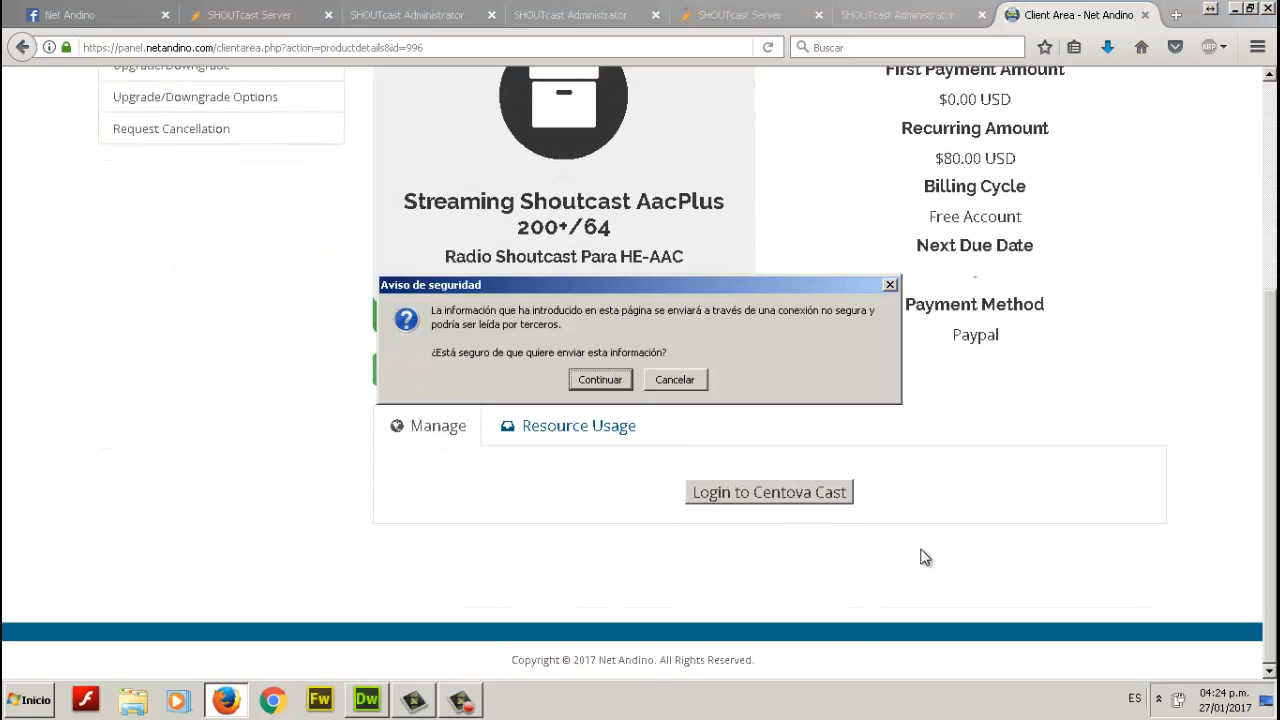 Net Andino
SHOUTcast Server
SHOUTcast Administrator
SHOUTcast Administrator
SHOUTcast Server
SHOUTcast Administrator
Client Area - Net Andino
https://panel.netandino.com/clientarea.php?action=productdetails&id=996
Buscar
ABP
Upgrade/Downgrade
Upgrade/Downgrade Options
Request Cancellation
Streaming Shoutcast AacPlus
200+/64
Radio Shoutcast Para HE-AAC
First Payment Amount
$0.00 USD
Recurring Amount
$80.00 USD
Billing Cycle
Free Account
Next Due Date
-
Payment Method
Paypal
Aviso de seguridad
La información que ha introducido en esta página se enviará a través de una conexión no segura y
podría ser leída por terceros.
¿Está seguro de que quiere enviar esta información?
Continuar
Cancelar
Manage
Resource Usage
Login to Centova Cast
Copyright © 2017 Net Andino. All Rights Reserved.
Inicio
Fw
Dw
ES
04:24 p.m.
27/01/2017